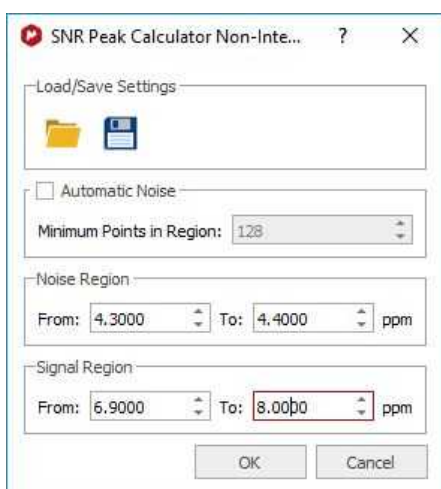 SNR Peak Calculator Non-Inte... ? X
Load/Save Settings
Automatic Noise
Minimum Points in Region: 128
Noise Region
From: 4.3000 To: 4.4000 ppm
Signal Region
From: 6.9000 To: 8.0000 ppm
OK Cancel